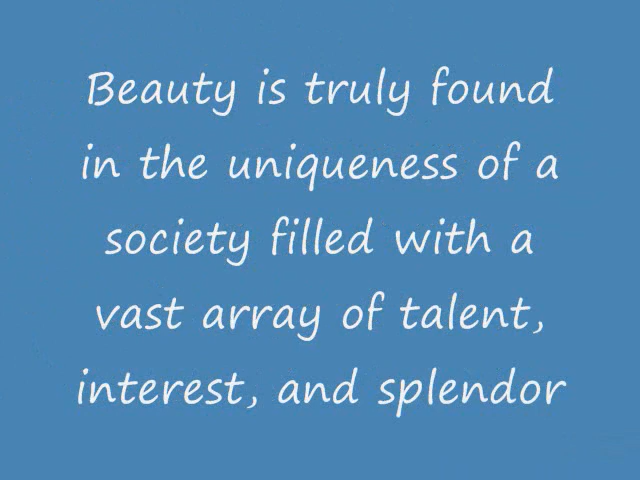 Beauty is truly found
in the uniqueness of a
society filled with a
vast array of talent,
interest, and splendor